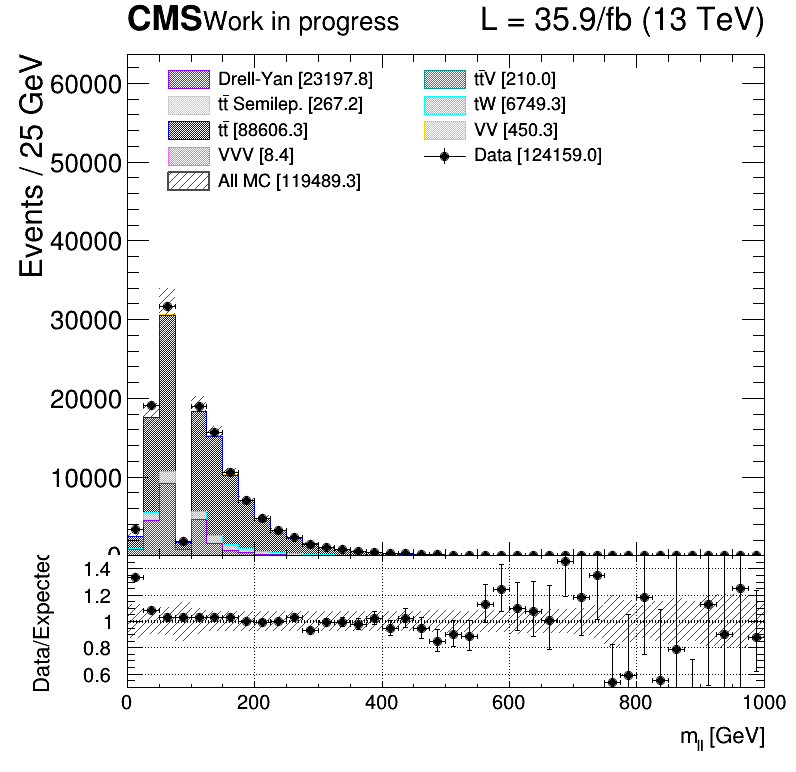 CMS Work in progress L = 35.9/fb (13 TeV)
Events / 25 GeV
60000
50000
40000
30000
20000
10000
0
Drell-Yan [23197.8]
tt̄ Semilep. [267.2]
tt̄ [88606.3]
VVV [8.4]
All MC [119489.3]
tt̄V [210.0]
tW [6749.3]
VV [450.3]
Data [124159.0]
Data/Expected
1.4
1.2
1
0.8
0.6
0 200 400 600 800 1000
m_ll [GeV]